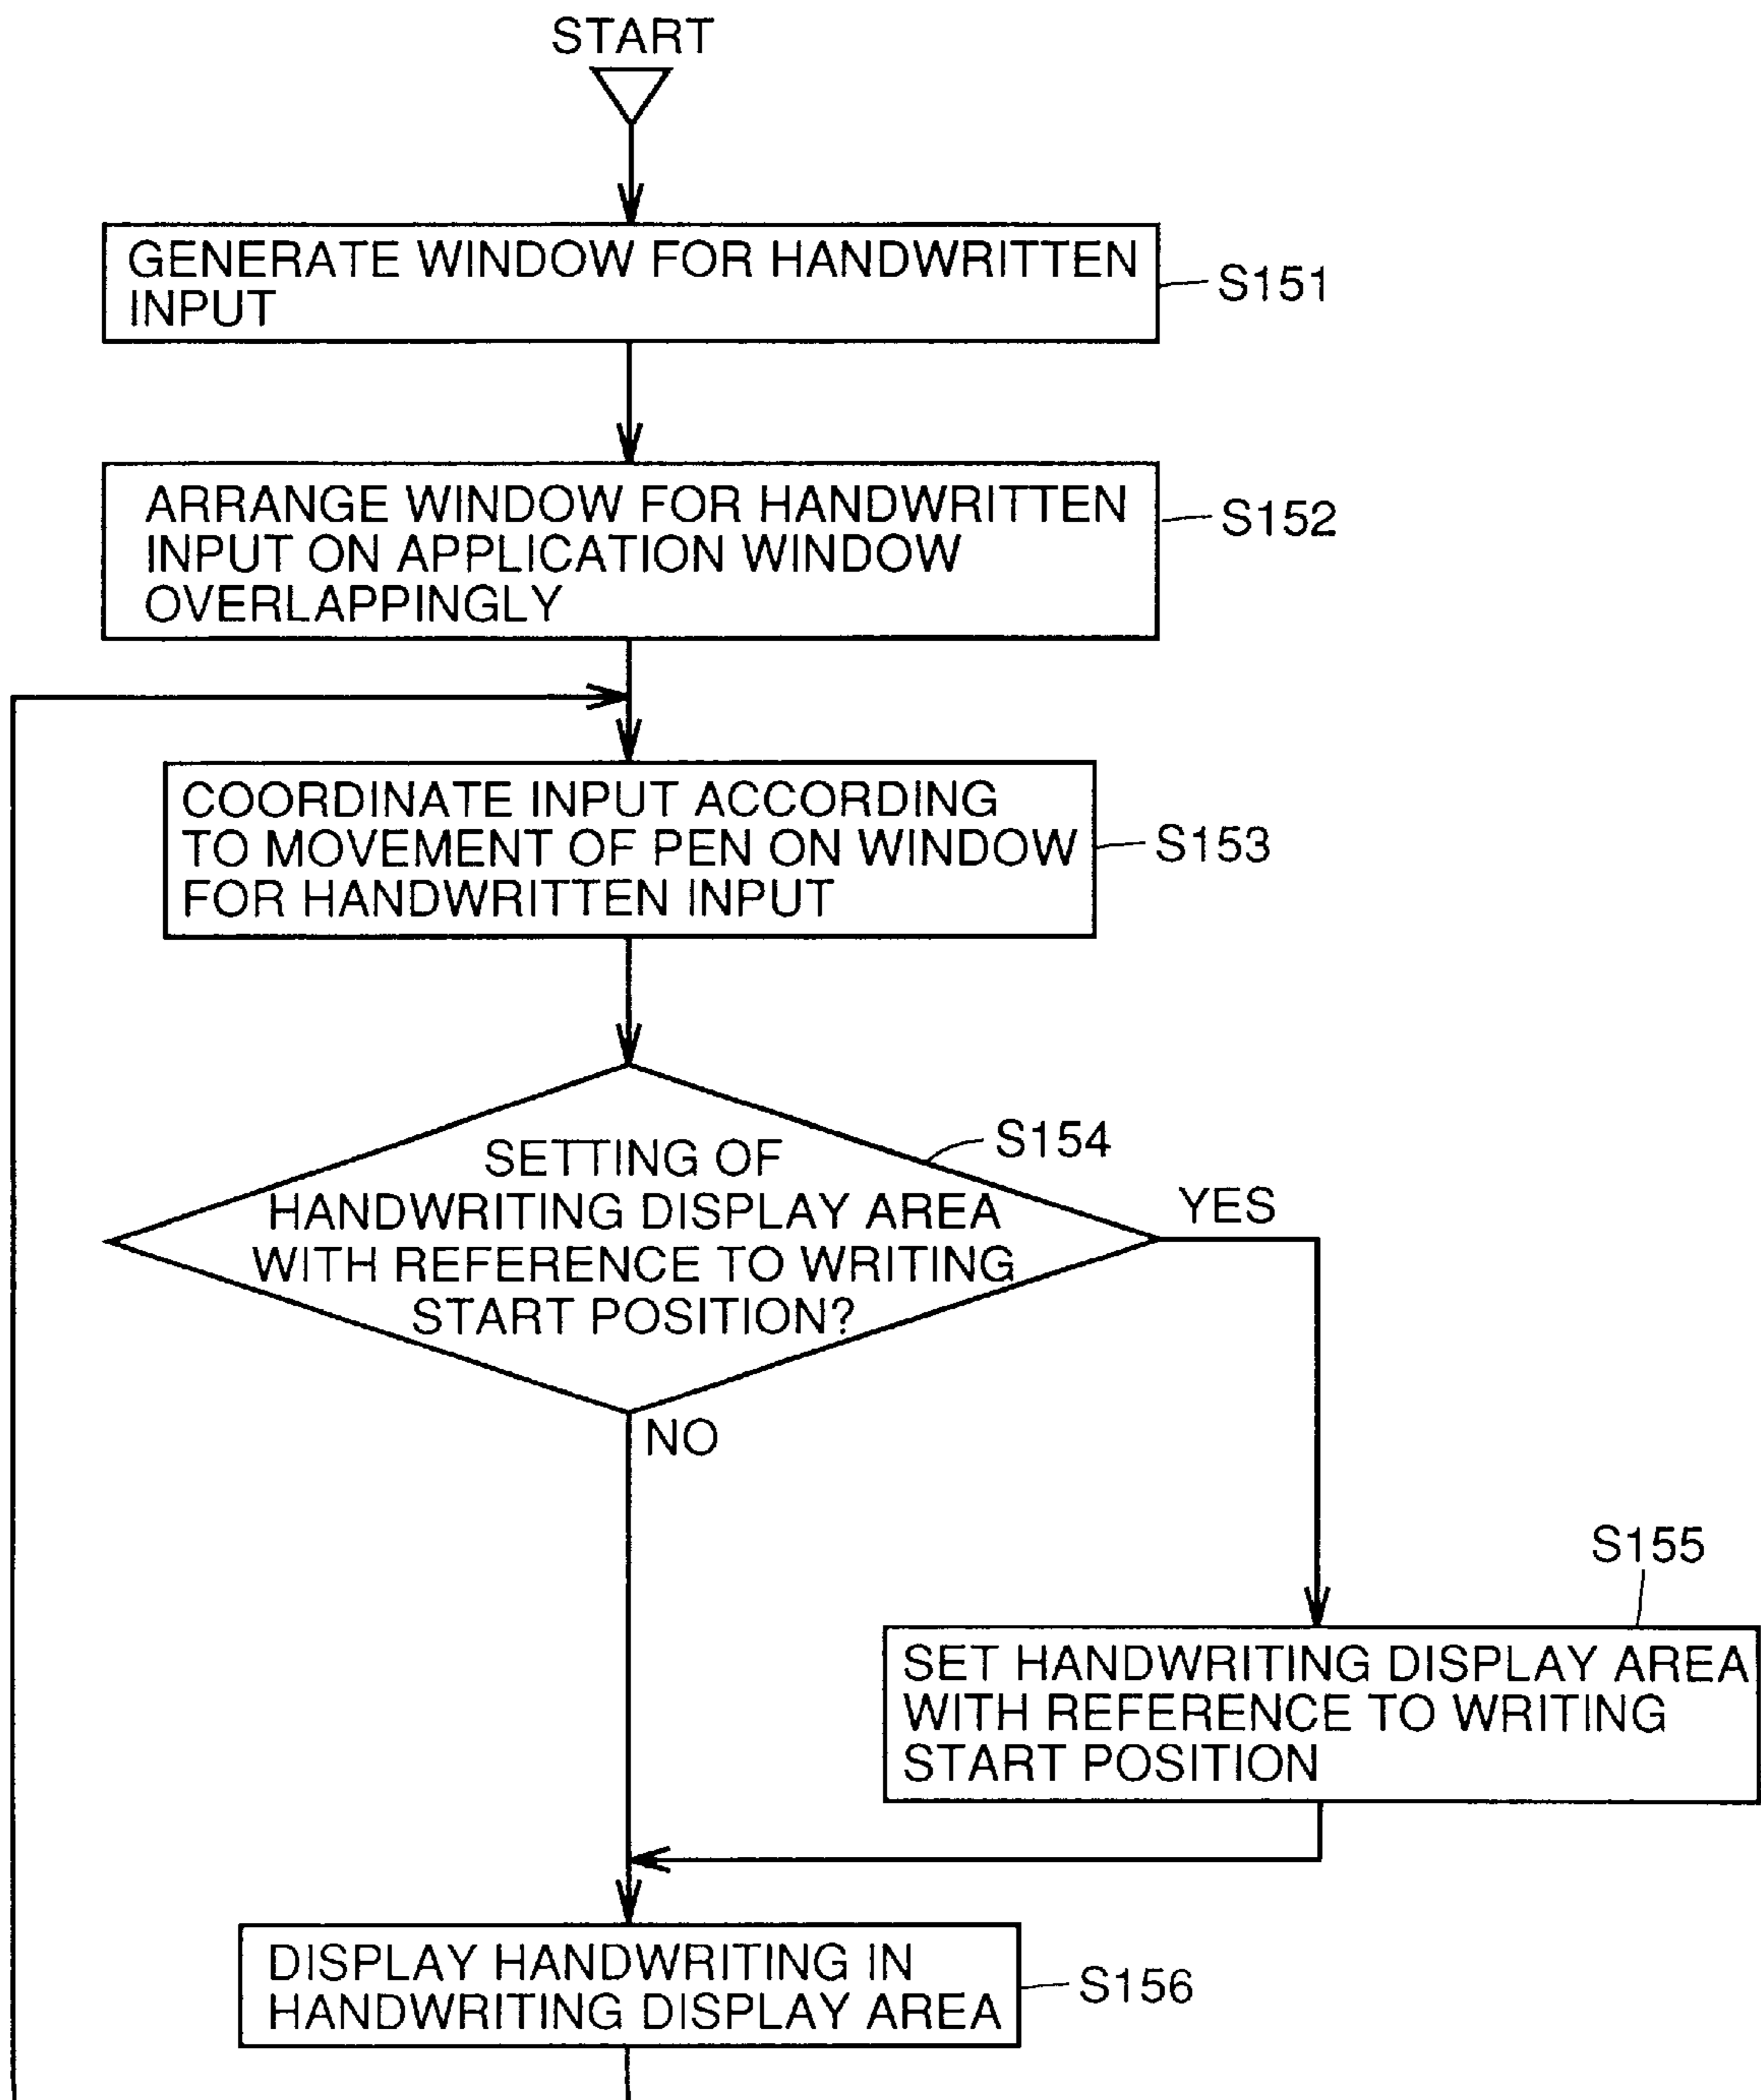 START
GENERATE WINDOW FOR HANDWRITTEN
INPUT
S151
ARRANGE WINDOW FOR HANDWRITTEN
INPUT ON APPLICATION WINDOW
OVERLAPPINGLY
S152
COORDINATE INPUT ACCORDING
TO MOVEMENT OF PEN ON WINDOW
FOR HANDWRITTEN INPUT
S153
S154
SETTING OF
HANDWRITING DISPLAY AREA
WITH REFERENCE TO WRITING
START POSITION?
YES
NO
S155
SET HANDWRITING DISPLAY AREA
WITH REFERENCE TO WRITING
START POSITION
DISPLAY HANDWRITING IN
HANDWRITING DISPLAY AREA
S156